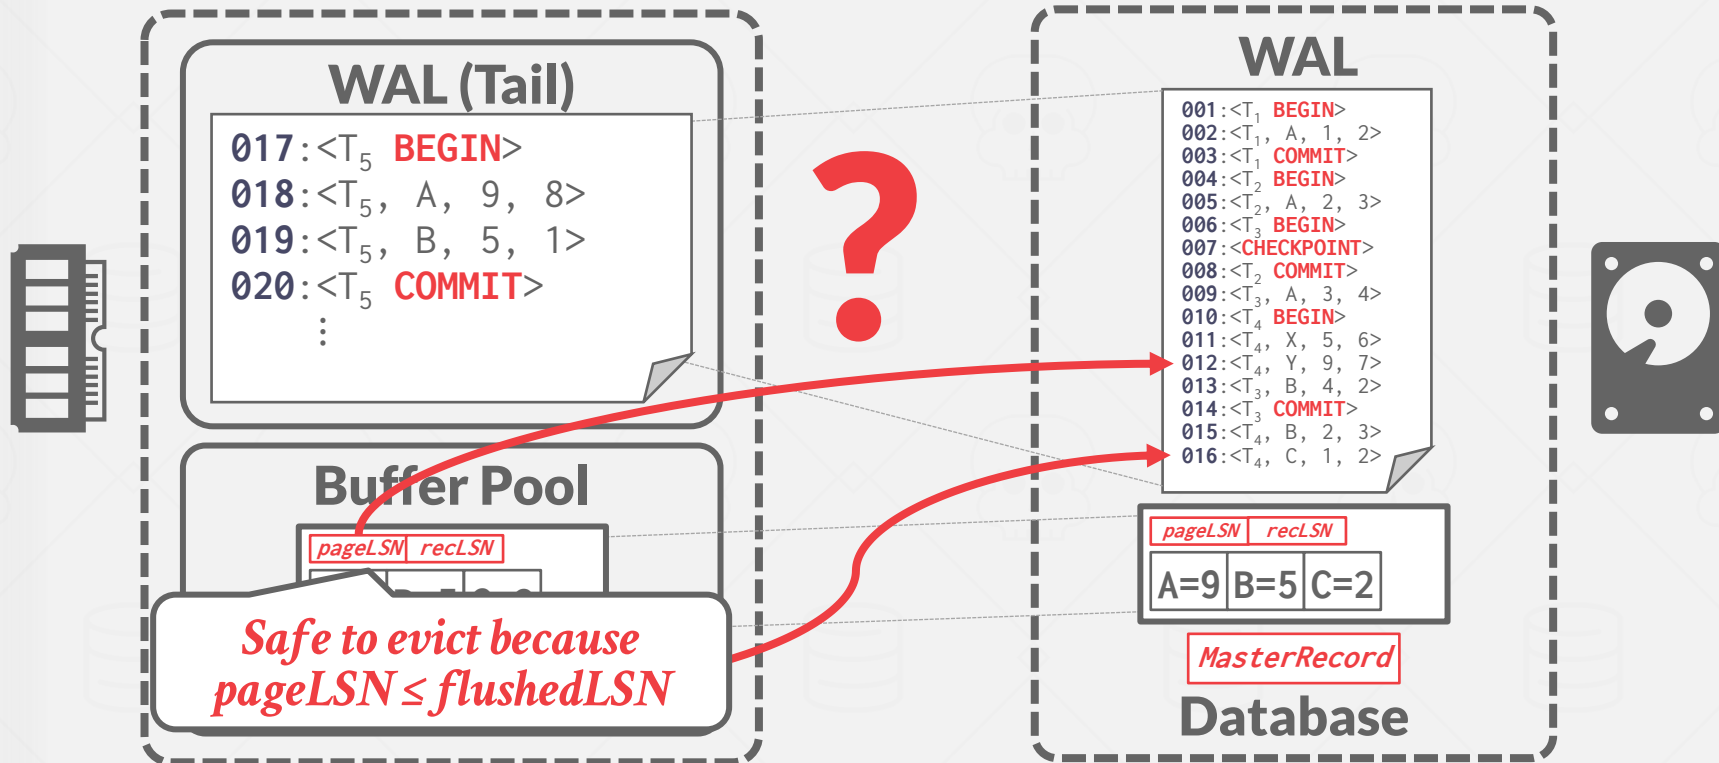 WAL (Tail)
017:<T5 BEGIN>
018:<T5, A, 9, 8>
019:<T5, B, 5, 1>
020:<T5 COMMIT>
⋮
?
Buffer Pool
pageLSN recLSN
Safe to evict because
pageLSN ≤ flushedLSN
WAL
001:<T1 BEGIN>
002:<T1, A, 1, 2>
003:<T1 COMMIT>
004:<T2 BEGIN>
005:<T2, A, 2, 3>
006:<T3 BEGIN>
007:<CHECKPOINT>
008:<T2 COMMIT>
009:<T3, A, 3, 4>
010:<T4 BEGIN>
011:<T4, X, 5, 6>
012:<T4, Y, 9, 7>
013:<T3, B, 4, 2>
014:<T3 COMMIT>
015:<T4, B, 2, 3>
016:<T4, C, 1, 2>
pageLSN recLSN
A=9 B=5 C=2
MasterRecord
Database